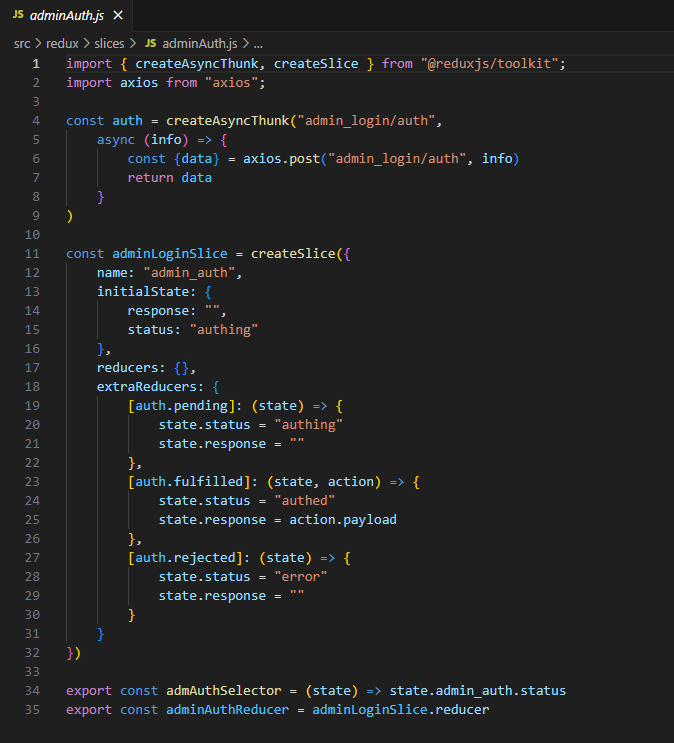 JS adminAuth.js ×
src > redux > slices > JS adminAuth.js > ...
1 import { createAsyncThunk, createSlice } from "@reduxjs/toolkit";
2 import axios from "axios";
3
4 const auth = createAsyncThunk("admin_login/auth",
5     async (info) => {
6         const {data} = axios.post("admin_login/auth", info)
7         return data
8     }
9 )
10
11 const adminLoginSlice = createSlice({
12     name: "admin_auth",
13     initialState: {
14         response: "",
15         status: "authing"
16     },
17     reducers: {},
18     extraReducers: {
19         [auth.pending]: (state) => {
20             state.status = "authing"
21             state.response = ""
22         },
23         [auth.fulfilled]: (state, action) => {
24             state.status = "authed"
25             state.response = action.payload
26         },
27         [auth.rejected]: (state) => {
28             state.status = "error"
29             state.response = ""
30         }
31     }
32 })
33
34 export const admAuthSelector = (state) => state.admin_auth.status
35 export const adminAuthReducer = adminLoginSlice.reducer